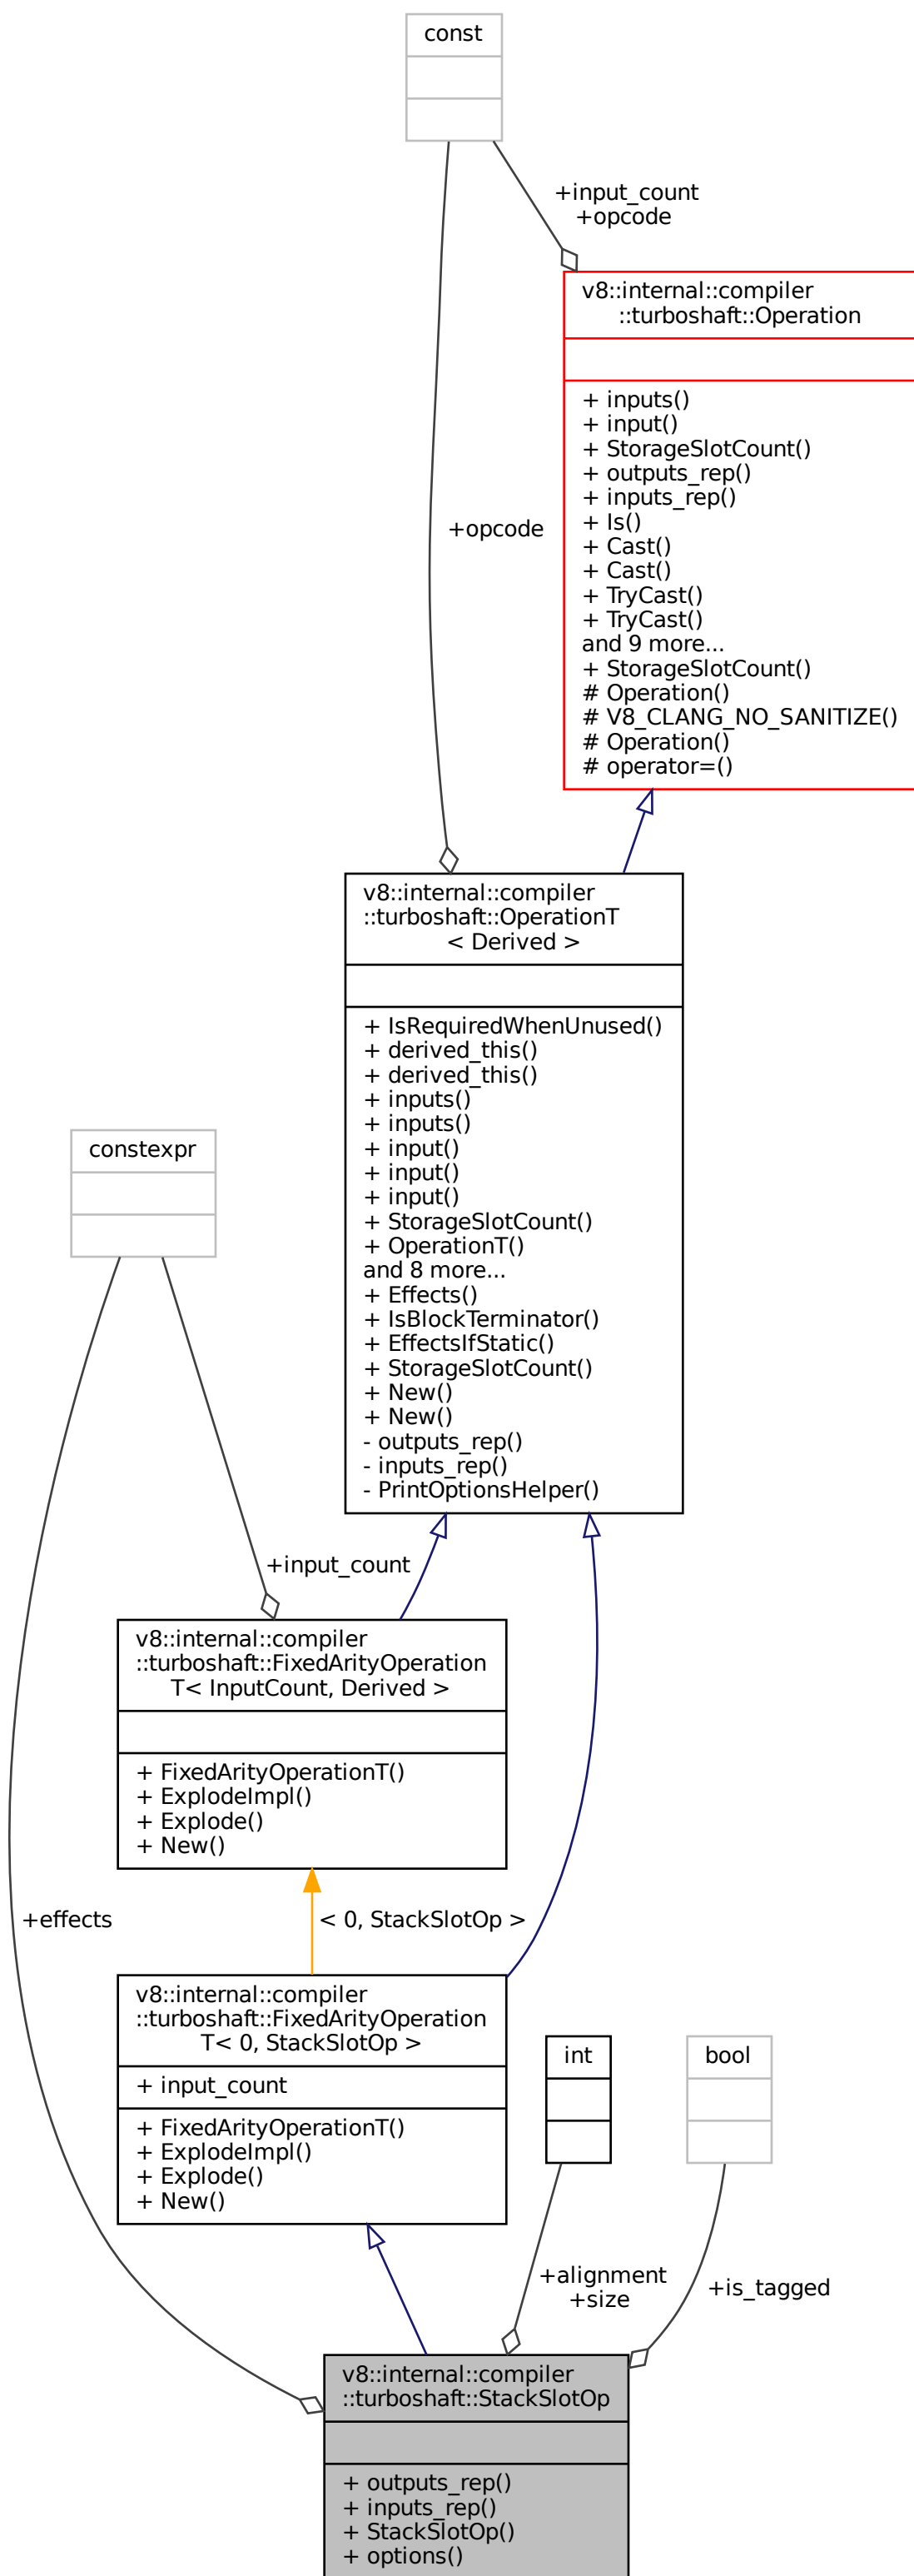 const
+input_count
+opcode
v8::internal::compiler
::turboshaft::Operation
+ inputs()
+ input()
+ StorageSlotCount()
+ outputs_rep()
+ inputs_rep()
+ Is()
+ Cast()
+ Cast()
+ TryCast()
+ TryCast()
and 9 more...
+ StorageSlotCount()
# Operation()
# V8_CLANG_NO_SANITIZE()
# Operation()
# operator=()
+opcode
v8::internal::compiler
::turboshaft::OperationT
< Derived >
+ IsRequiredWhenUnused()
+ derived_this()
+ derived_this()
+ inputs()
+ inputs()
+ input()
+ input()
+ input()
+ StorageSlotCount()
+ OperationT()
and 8 more...
+ Effects()
+ IsBlockTerminator()
+ EffectsIfStatic()
+ StorageSlotCount()
+ New()
+ New()
- outputs_rep()
- inputs_rep()
- PrintOptionsHelper()
constexpr
+input_count
v8::internal::compiler
::turboshaft::FixedArityOperation
T< InputCount, Derived >
+ FixedArityOperationT()
+ ExplodeImpl()
+ Explode()
+ New()
+effects
< 0, StackSlotOp >
v8::internal::compiler
::turboshaft::FixedArityOperation
T< 0, StackSlotOp >
+ input_count
+ FixedArityOperationT()
+ ExplodeImpl()
+ Explode()
+ New()
int
bool
+alignment
+size
+is_tagged
v8::internal::compiler
::turboshaft::StackSlotOp
+ outputs_rep()
+ inputs_rep()
+ StackSlotOp()
+ options()